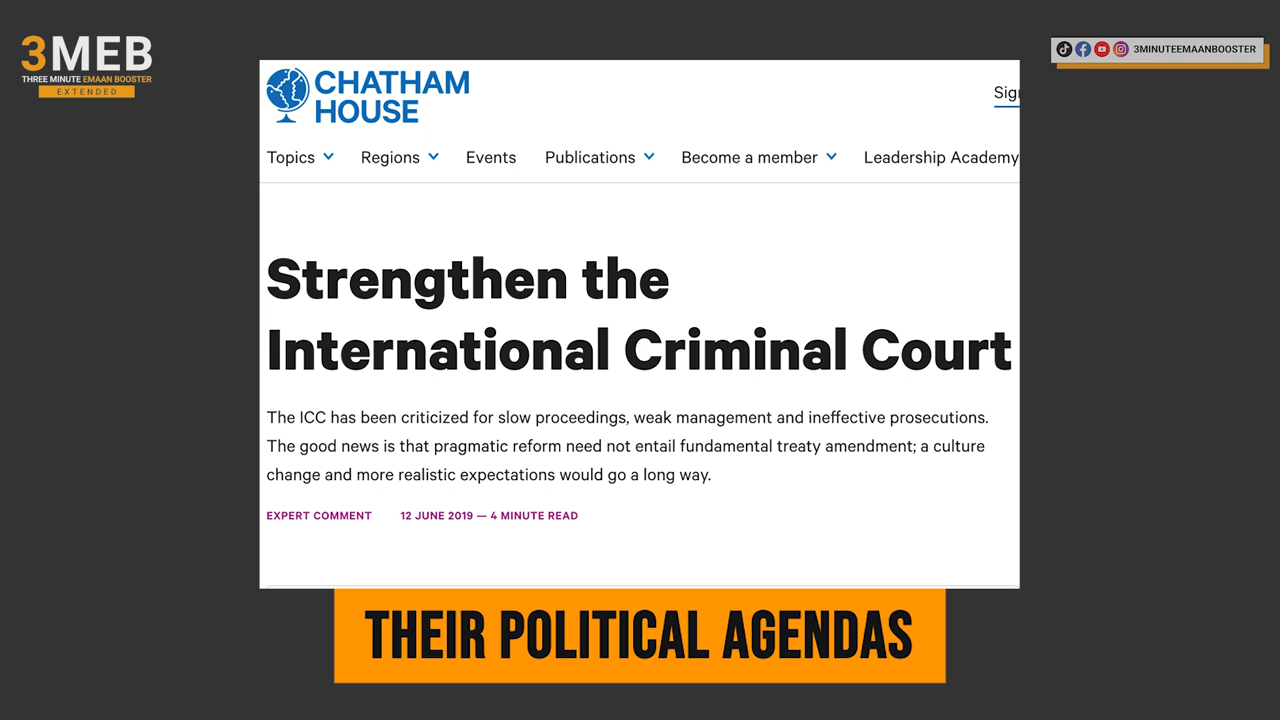 3MEB
THREE MINUTE EMAAN BOOSTER
EXTENDED
3MINUTEEMAANBOOSTER
CHATHAM
HOUSE
Sign
Topics Regions Events Publications Become a member Leadership Academy
Strengthen the
International Criminal Court
The ICC has been criticized for slow proceedings, weak management and ineffective prosecutions.
The good news is that pragmatic reform need not entail fundamental treaty amendment; a culture
change and more realistic expectations would go a long way.
EXPERT COMMENT 12 JUNE 2019 — 4 MINUTE READ
THEIR POLITICAL AGENDAS